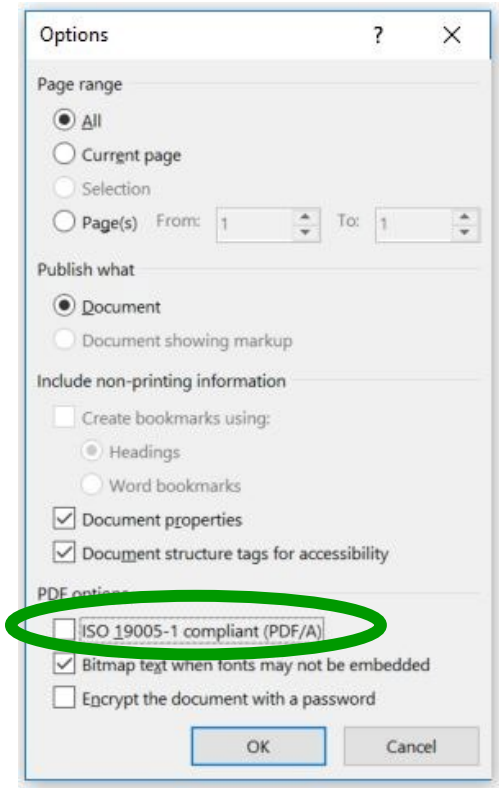 Options ?
Page range
All
Current page
Selection
Page(s) From: 1 To: 1
Publish what
Document
Document showing markup
Include non-printing information
Create bookmarks using:
Headings
Word bookmarks
Document properties
Document structure tags for accessibility
PDF options
ISO 19005-1 compliant (PDF/A)
Bitmap text when fonts may not be embedded
Encrypt the document with a password
OK Cancel